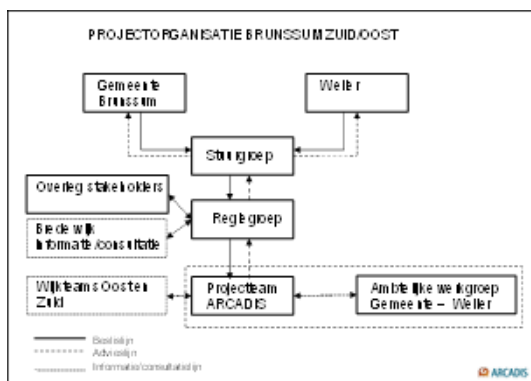 PROJECTORGANISATIE BRUNSSUM ZUID/OOST
Gemeente
Brunssum
Weller
Stuurgroep
Overleg stakeholders
Regiegroep
Brede wijk
Informatie/consultatie
Wijkteams Oost en
Zuid
Projectteam
ARCADIS
Ambtelijke werkgroep
Gemeente – Weller
Beslislijn
Advieslijn
Informatie/consultatielijn
ARCADIS